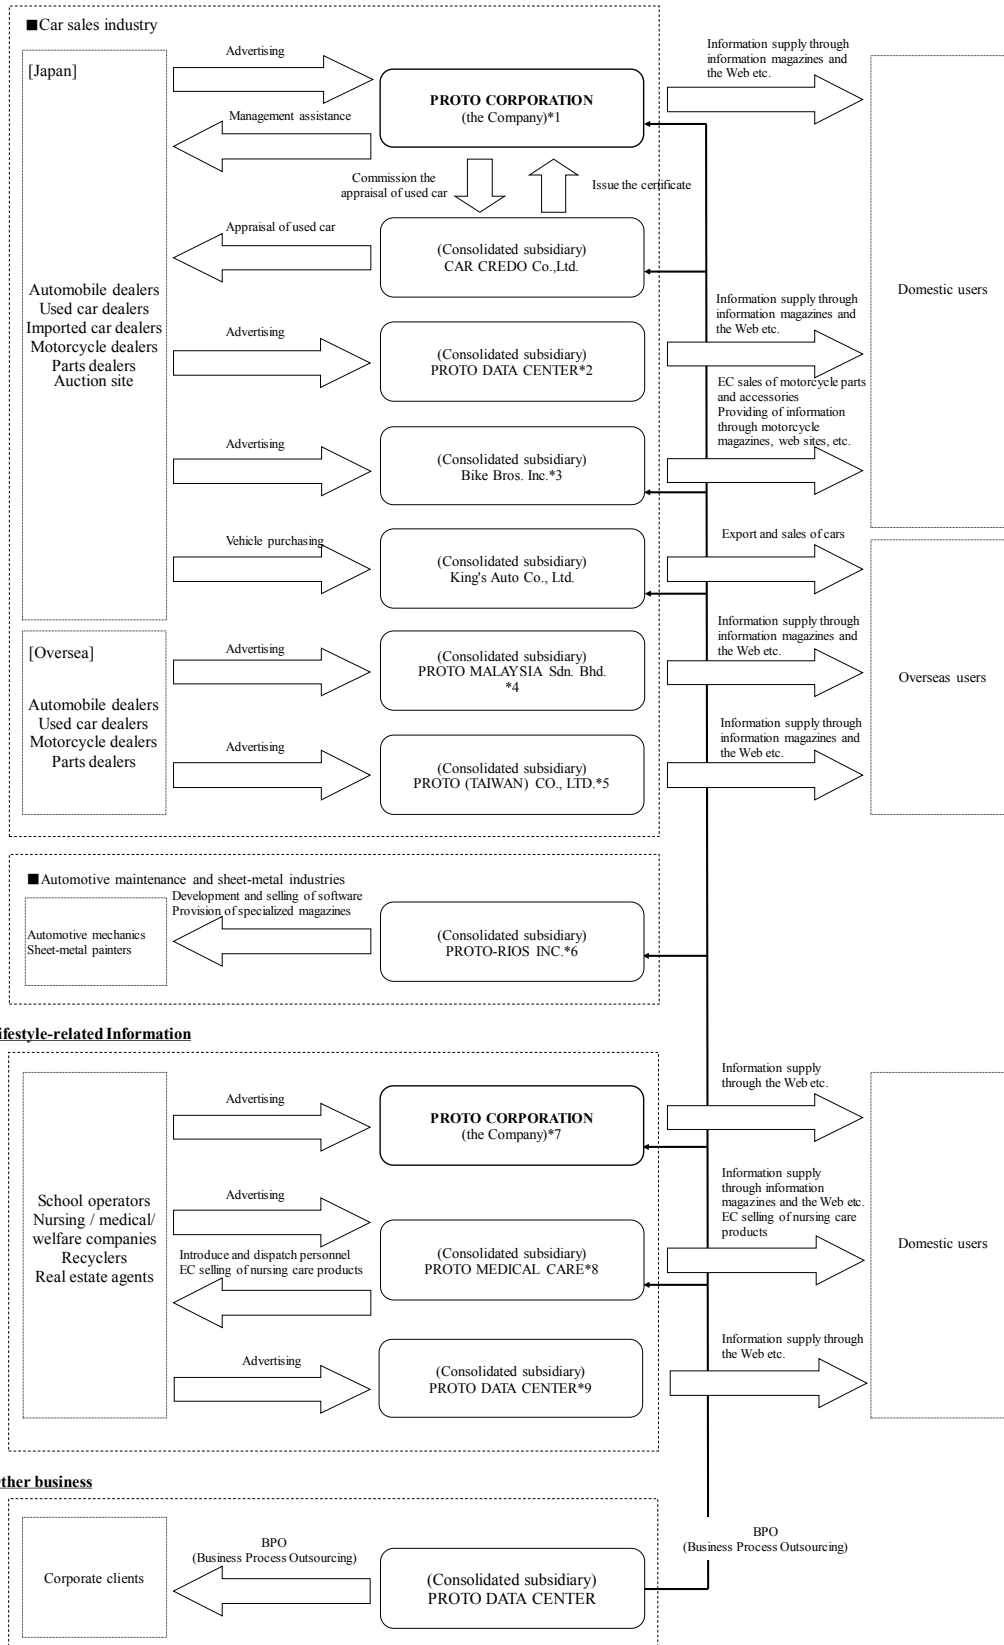 ■Car sales industry
[Japan]
Automobile dealers
Used car dealers
Imported car dealers
Motorcycle dealers
Parts dealers
Auction site
Advertising
Management assistance
PROTO CORPORATION
(the Company)*1
Information supply through
information magazines and
the Web etc.
Commission the
appraisal of used car
Issue the certificate
Appraisal of used car
(Consolidated subsidiary)
CAR CREDO Co.,Ltd.
Domestic users
Advertising
(Consolidated subsidiary)
PROTO DATA CENTER*2
Information supply through
information magazines and
the Web etc.
Advertising
(Consolidated subsidiary)
Bike Bros. Inc.*3
EC sales of motorcycle parts
and accessories
Providing of information
through motorcycle
magazines, web sites, etc.
Vehicle purchasing
(Consolidated subsidiary)
King's Auto Co., Ltd.
Export and sales of cars
[Oversea]
Automobile dealers
Used car dealers
Motorcycle dealers
Parts dealers
Advertising
(Consolidated subsidiary)
PROTO MALAYSIA Sdn. Bhd.
*4
Information supply through
information magazines and
the Web etc.
Overseas users
Advertising
(Consolidated subsidiary)
PROTO (TAIWAN) CO., LTD.*5
Information supply through
information magazines and
the Web etc.
■Automotive maintenance and sheet-metal industries
Development and selling of software
Provision of specialized magazines
Automotive mechanics
Sheet-metal painters
(Consolidated subsidiary)
PROTO-RIOS INC.*6
ifestyle-related Information
School operators
Nursing / medical/
welfare companies
Recyclers
Real estate agents
Advertising
PROTO CORPORATION
(the Company)*7
Information supply
through the Web etc.
Advertising
Introduce and dispatch personnel
EC selling of nursing care products
(Consolidated subsidiary)
PROTO MEDICAL CARE*8
Information supply
through information
magazines and the Web etc.
EC selling of nursing care
products
Domestic users
Advertising
(Consolidated subsidiary)
PROTO DATA CENTER*9
Information supply through
the Web etc.
ther business
Corporate clients
BPO
(Business Process Outsourcing)
(Consolidated subsidiary)
PROTO DATA CENTER
BPO
(Business Process Outsourcing)